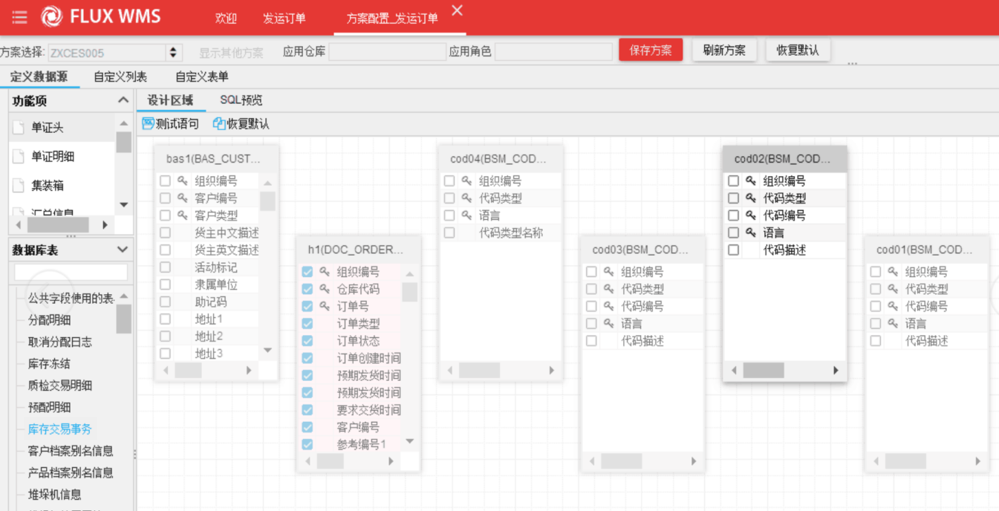 FLUX WMS 欢迎 发运订单 方案配置_发运订单
方案选择: ZXCES005 显示其他方案 应用仓库 应用角色 保存方案 刷新方案 恢复默认
定义数据源 自定义列表 自定义表单
功能项
单证头
单证明细
集装箱
汇总信息
数据库表
公共字段使用的表
分配明细
取消分配日志
库存冻结
质检交易明细
预配明细
库存交易事务
客户档案别名信息
产品档案别名信息
堆垛机信息
设计区域 SQL预览
测试语句 恢复默认
bas1(BAS_CUST...
组织编号
客户编号
客户类型
货主中文描述
货主英文描述
活动标记
隶属单位
助记码
地址1
地址2
地址3
h1(DOC_ORDER...
组织编号
仓库代码
订单号
订单类型
订单状态
订单创建时间
预期发货时间
预期发货时间
要求交货时间
客户编号
参考编号1
cod04(BSM_COD...
组织编号
代码类型
语言
代码类型名称
cod03(BSM_COD...
组织编号
代码类型
代码编号
语言
代码描述
cod02(BSM_COD...
组织编号
代码类型
代码编号
语言
代码描述
cod01(BSM_COD...
组织编号
代码类型
代码编号
语言
代码描述